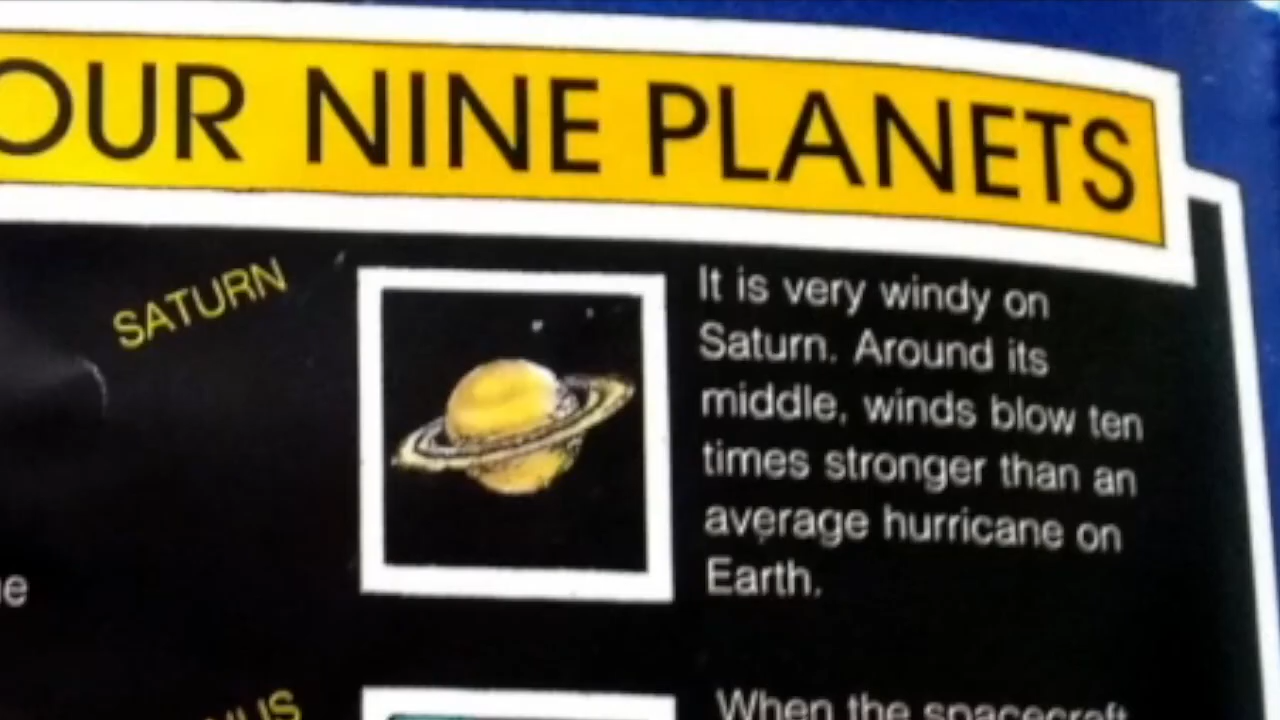 OUR NINE PLANETS
SATURN
It is very windy on
Saturn. Around its
middle, winds blow ten
times stronger than an
average hurricane on
Earth.
When the spacecraft